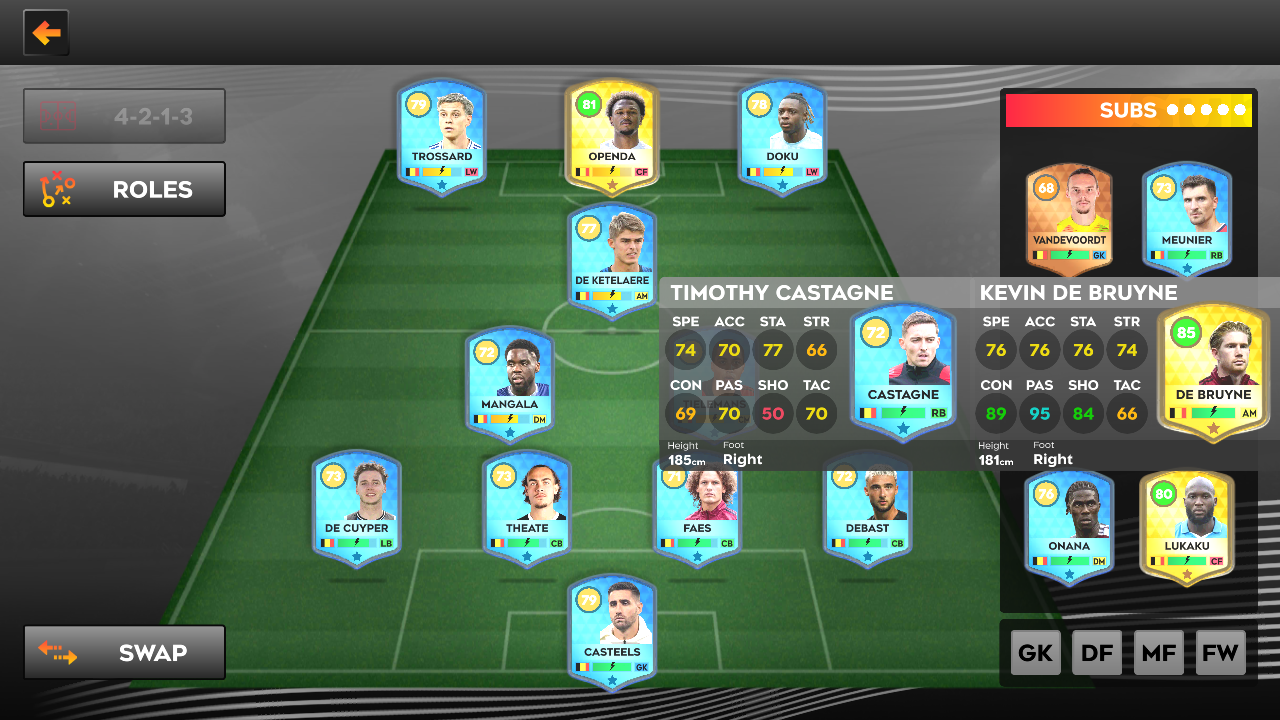 4-2-1-3
ROLES
SWAP
79
TROSSARD
LW
81
OPENDA
CF
78
DOKU
LW
77
DE KETELAERE
AM
72
MANGALA
DM
TIELEMANS
73
DE CUYPER
LB
73
THEATE
CB
71
FAES
CB
72
DEBAST
CB
79
CASTEELS
GK
SUBS
68
VANDEVOORDT
GK
73
MEUNIER
RB
TIMOTHY CASTAGNE
SPE ACC STA STR
74 70 77 66
CON PAS SHO TAC
69 70 50 70
Height Foot
185cm Right
72
CASTAGNE
RB
KEVIN DE BRUYNE
SPE ACC STA STR
76 76 76 74
CON PAS SHO TAC
89 95 84 66
Height Foot
181cm Right
85
DE BRUYNE
AM
76
ONANA
DM
80
LUKAKU
CF
GK DF MF FW